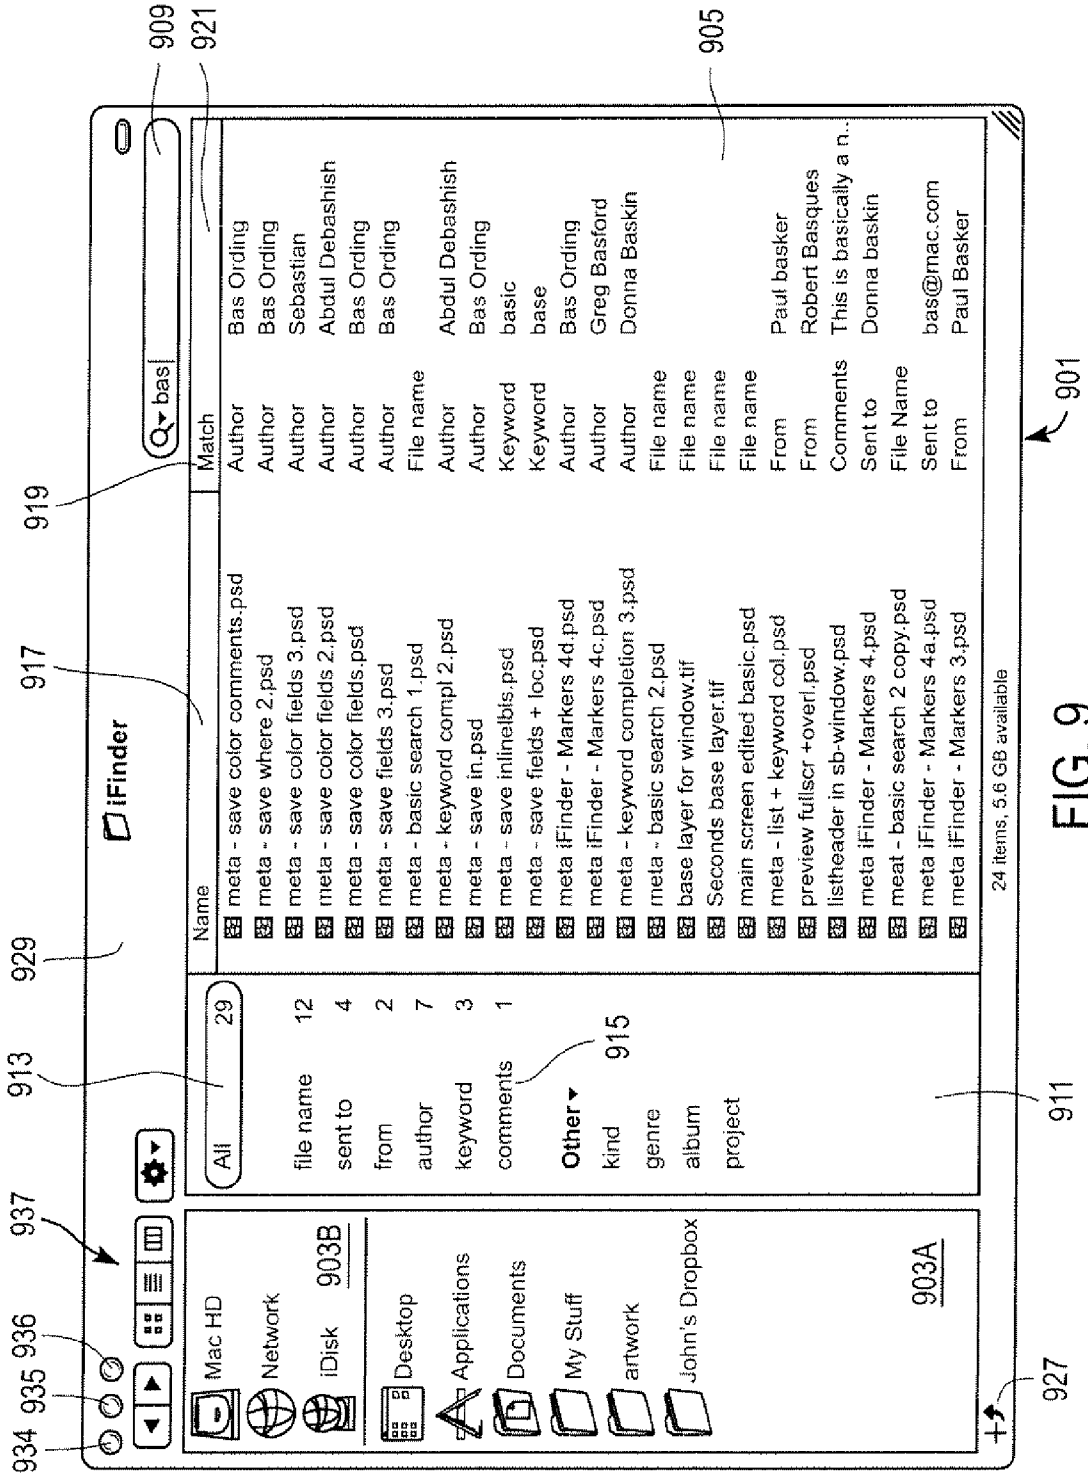 934
935
936
937
913
929
917
919
909
921
iFinder
bas
Mac HD
Network
iDisk
903B
Desktop
Applications
Documents
My Stuff
artwork
John's Dropbox
903A
All 29
file name 12
sent to 4
from 2
author 7
keyword 3
comments 1
915
Other
kind
genre
album
project
Name Match
meta - save color comments.psd Author Bas Ording
meta - save where 2.psd Author Bas Ording
meta - save color fields 3.psd Author Sebastian
meta - save color fields 2.psd Author Abdul Debashish
meta - save color fields.psd Author Bas Ording
meta - save fields 3.psd Author Bas Ording
meta - basic search 1.psd File name
meta - keyword compl 2.psd Author Abdul Debashish
meta - save in.psd Author Bas Ording
meta - save inlinelbis.psd Keyword basic
meta - save fields + loc.psd Keyword base
meta iFinder - Markers 4d.psd Author Bas Ording
meta iFinder - Markers 4c.psd Author Greg Basford
meta - keyword completion 3.psd Author Donna Baskin
meta - basic search 2.psd File name
base layer for window.tif File name
Seconds base layer.tif File name
main screen edited basic.psd File name
meta - list + keyword col.psd From Paul basker
preview fullscr +overl.psd From Robert Basques
listheader in sb-window.psd Comments This is basically a n..
meta iFinder - Markers 4.psd Sent to Donna baskin
meat - basic search 2 copy.psd File Name
meta iFinder - Markers 4a.psd Sent to bas@mac.com
meta iFinder - Markers 3.psd From Paul Basker
905
24 items, 5.6 GB available
927
911
901
FIG. 9